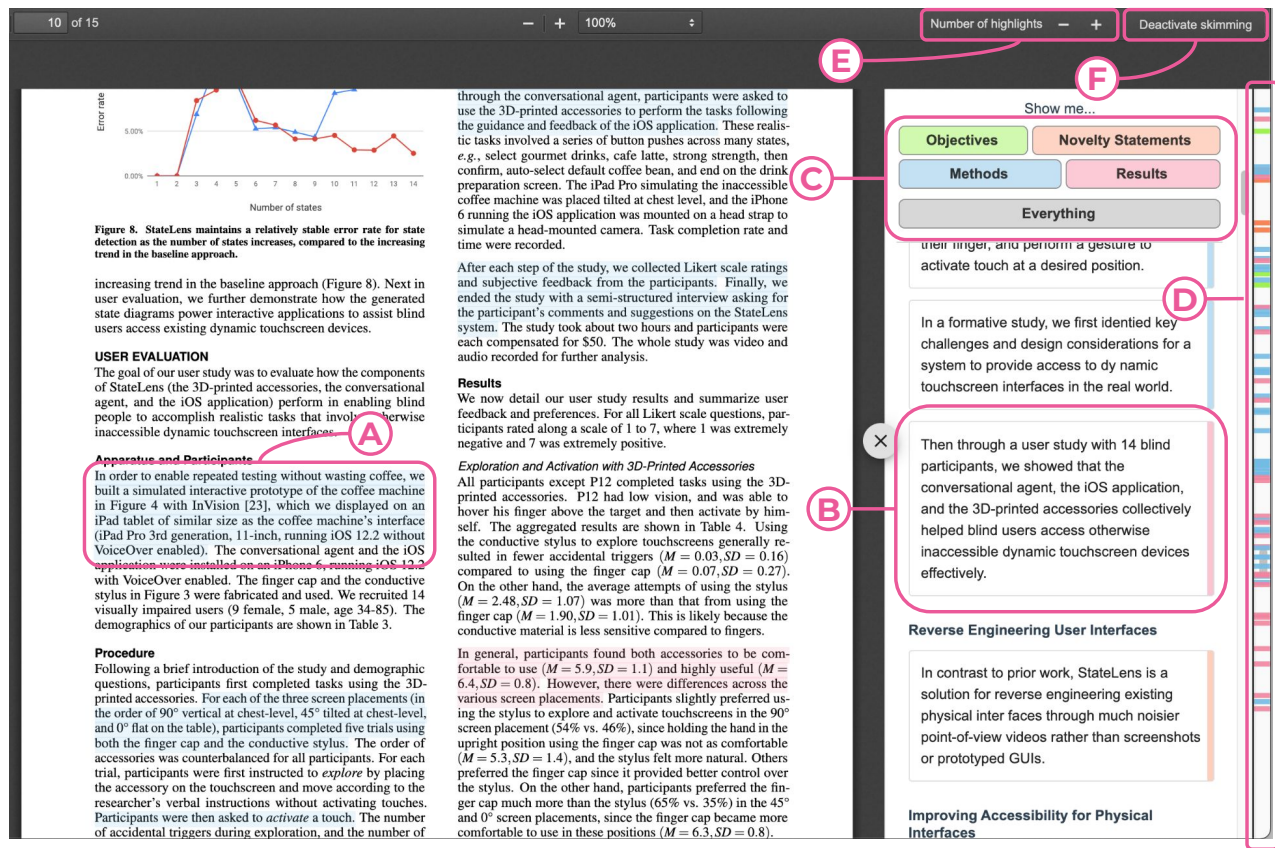 10 of 15
− + 100%
Number of highlights − +
Deactivate skimming
E
F
Error rate
5.00%
0.00%
1 2 3 4 5 6 7 8 9 10 11 12 13 14
Number of states
Figure 8. StateLens maintains a relatively stable error rate for state
detection as the number of states increases, compared to the increasing
trend in the baseline approach.
increasing trend in the baseline approach (Figure 8). Next in
user evaluation, we further demonstrate how the generated
state diagrams power interactive applications to assist blind
users access existing dynamic touchscreen devices.
USER EVALUATION
The goal of our user study was to evaluate how the components
of StateLens (the 3D-printed accessories, the conversational
agent, and the iOS application) perform in enabling blind
people to accomplish realistic tasks that involve otherwise
inaccessible dynamic touchscreen interfaces.
A
Apparatus and Participants
In order to enable repeated testing without wasting coffee, we
built a simulated interactive prototype of the coffee machine
in Figure 4 with InVision [23], which we displayed on an
iPad tablet of similar size as the coffee machine's interface
(iPad Pro 3rd generation, 11-inch, running iOS 12.2 without
VoiceOver enabled). The conversational agent and the iOS
application were installed on an iPhone 6, running iOS 12.2
with VoiceOver enabled. The finger cap and the conductive
stylus in Figure 3 were fabricated and used. We recruited 14
visually impaired users (9 female, 5 male, age 34-85). The
demographics of our participants are shown in Table 3.
Procedure
Following a brief introduction of the study and demographic
questions, participants first completed tasks using the 3D-
printed accessories. For each of the three screen placements (in
the order of 90° vertical at chest-level, 45° tilted at chest-level,
and 0° flat on the table), participants completed five trials using
both the finger cap and the conductive stylus. The order of
accessories was counterbalanced for all participants. For each
trial, participants were first instructed to explore by placing
the accessory on the touchscreen and move according to the
researcher's verbal instructions without activating touches.
Participants were then asked to activate a touch. The number
of accidental triggers during exploration, and the number of
through the conversational agent, participants were asked to
use the 3D-printed accessories to perform the tasks following
the guidance and feedback of the iOS application. These realis-
tic tasks involved a series of button pushes across many states,
e.g., select gourmet drinks, cafe latte, strong strength, then
confirm, auto-select default coffee bean, and end on the drink
preparation screen. The iPad Pro simulating the inaccessible
coffee machine was placed tilted at chest level, and the iPhone
6 running the iOS application was mounted on a head strap to
simulate a head-mounted camera. Task completion rate and
time were recorded.
After each step of the study, we collected Likert scale ratings
and subjective feedback from the participants. Finally, we
ended the study with a semi-structured interview asking for
the participant's comments and suggestions on the StateLens
system. The study took about two hours and participants were
each compensated for $50. The whole study was video and
audio recorded for further analysis.
Results
We now detail our user study results and summarize user
feedback and preferences. For all Likert scale questions, par-
ticipants rated along a scale of 1 to 7, where 1 was extremely
negative and 7 was extremely positive.
Exploration and Activation with 3D-Printed Accessories
All participants except P12 completed tasks using the 3D-
printed accessories. P12 had low vision, and was able to
hover his finger above the target and then activate by him-
self. The aggregated results are shown in Table 4. Using
the conductive stylus to explore touchscreens generally re-
sulted in fewer accidental triggers (M = 0.03, SD = 0.16)
compared to using the finger cap (M = 0.07, SD = 0.27).
On the other hand, the average attempts of using the stylus
(M = 2.48, SD = 1.07) was more than that from using the
finger cap (M = 1.90, SD = 1.01). This is likely because the
conductive material is less sensitive compared to fingers.
In general, participants found both accessories to be com-
fortable to use (M = 5.9, SD = 1.1) and highly useful (M =
6.4, SD = 0.8). However, there were differences across the
various screen placements. Participants slightly preferred us-
ing the stylus to explore and activate touchscreens in the 90°
screen placement (54% vs. 46%), since holding the hand in the
upright position using the finger cap was not as comfortable
(M = 5.3, SD = 1.4), and the stylus felt more natural. Others
preferred the finger cap since it provided better control over
the stylus. On the other hand, participants preferred the fin-
ger cap much more than the stylus (65% vs. 35%) in the 45°
and 0° screen placements, since the finger cap became more
comfortable to use in these positions (M = 6.3, SD = 0.8).
Show me...
C
Objectives
Novelty Statements
Methods
Results
Everything
their finger, and perform a gesture to
activate touch at a desired position.
D
In a formative study, we first identied key
challenges and design considerations for a
system to provide access to dy namic
touchscreen interfaces in the real world.
B
Then through a user study with 14 blind
participants, we showed that the
conversational agent, the iOS application,
and the 3D-printed accessories collectively
helped blind users access otherwise
inaccessible dynamic touchscreen devices
effectively.
Reverse Engineering User Interfaces
In contrast to prior work, StateLens is a
solution for reverse engineering existing
physical inter faces through much noisier
point-of-view videos rather than screenshots
or prototyped GUIs.
Improving Accessibility for Physical
Interfaces